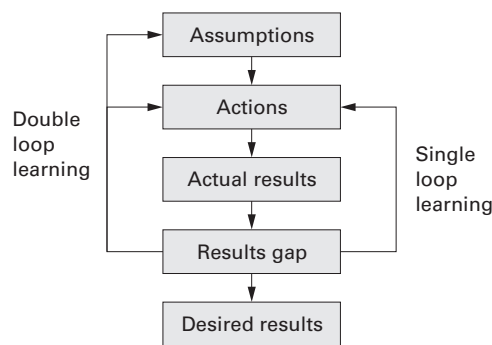 Assumptions
Actions
Double
loop
learning
Actual results
Single
loop
learning
Results gap
Desired results